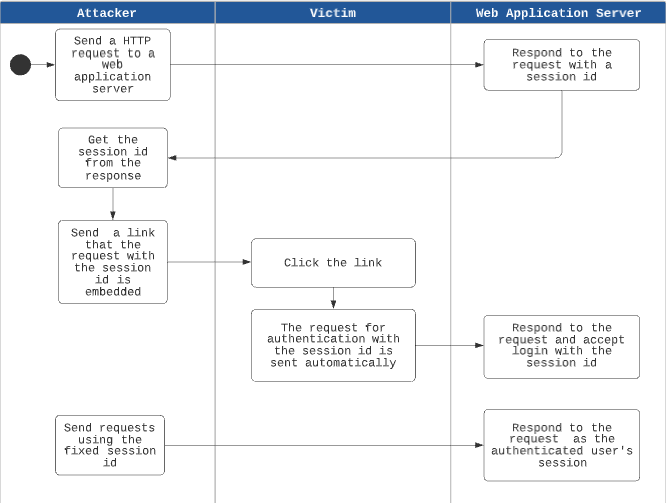 Attacker
Victim
Web Application Server
Send a HTTP
request to a
web
application
server
Respond to the
request with a
session id
Get the
session id
from the
response
Send a link
that the
request with
the session
id is
embedded
Click the link
The request for
authentication with
the session id is
sent automatically
Respond to the
request and accept
login with the
session id
Send requests
using the
fixed session
id
Respond to the
request as the
authenticated user's
session